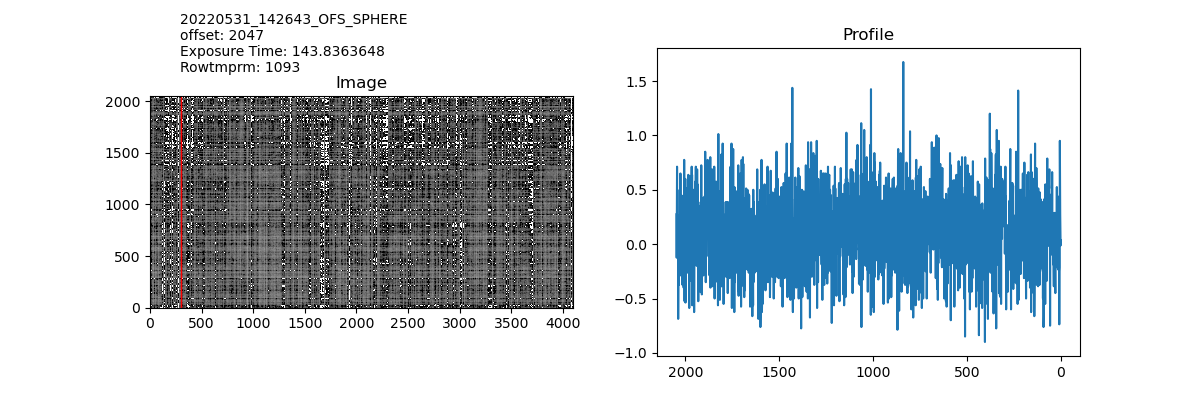 20220531_142643_OFS_SPHERE
offset: 2047
Exposure Time: 143.8363648
Rowtmprm: 1093
Image
2000
1500
1000
500
0
0 500 1000 1500 2000 2500 3000 3500 4000
Profile
1.5
1.0
0.5
0.0
−0.5
−1.0
2000 1500 1000 500 0